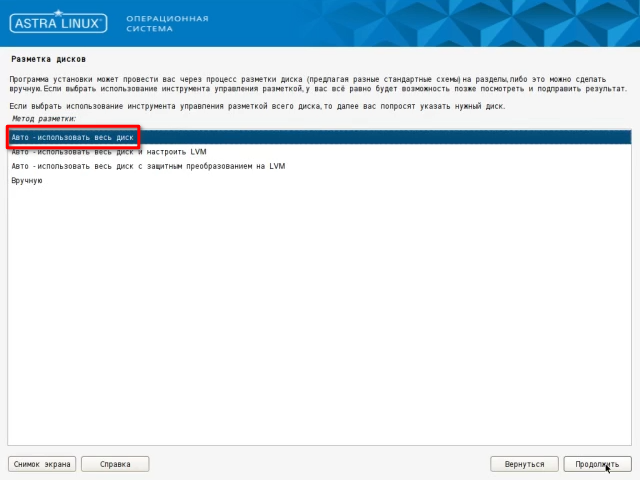 ASTRA LINUX®
ОПЕРАЦИОННАЯ
СИСТЕМА
Разметка дисков
Программа установки может провести вас через процесс разметки диска (предлагая разные стандартные схемы) на разделы, либо это можно сделать
вручную. Если выбрать использование инструмента управления разметкой, у вас всё равно будет возможность позже посмотреть и подправить результат.
Если выбрать использование инструмента управления разметкой всего диска, то далее вас попросят указать нужный диск.
Метод разметки:
Авто - использовать весь диск
Авто - использовать весь диск и настроить LVM
Авто - использовать весь диск с защитным преобразованием на LVM
Вручную
Снимок экрана
Справка
Вернуться
Продолжить